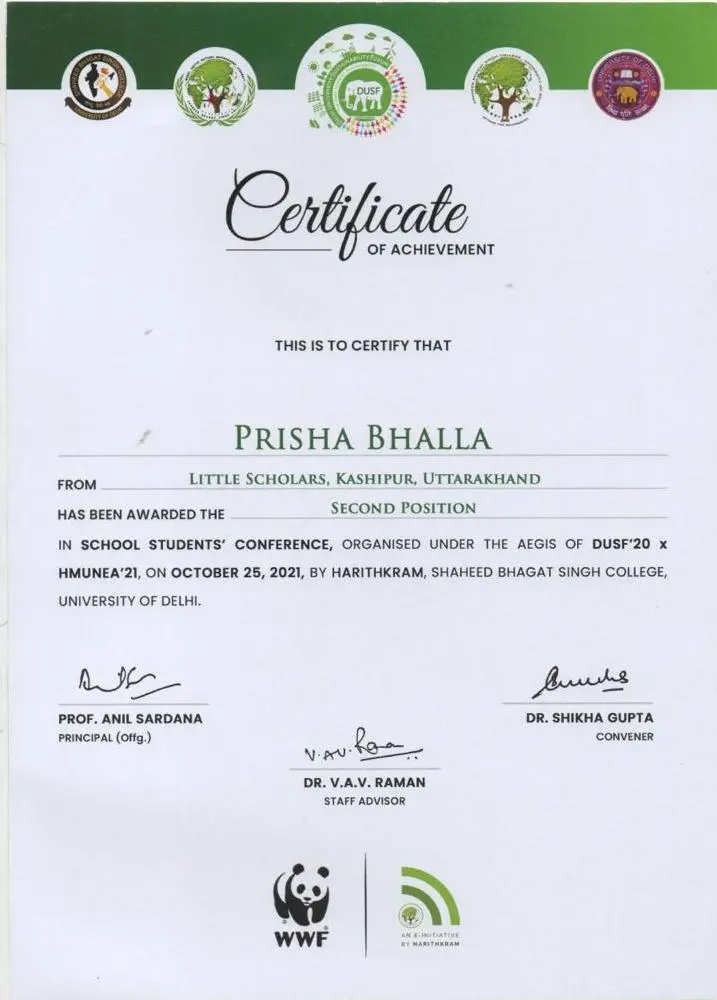 DUSF
UNIVERSITY OF DELHI
Certificate
OF ACHIEVEMENT
THIS IS TO CERTIFY THAT
PRISHA BHALLA
FROM LITTLE SCHOLARS, KASHIPUR, UTTARAKHAND
HAS BEEN AWARDED THE SECOND POSITION
IN SCHOOL STUDENTS' CONFERENCE, ORGANISED UNDER THE AEGIS OF DUSF'20 x
HMUNEA'21, ON OCTOBER 25, 2021, BY HARITHKRAM, SHAHEED BHAGAT SINGH COLLEGE,
UNIVERSITY OF DELHI.
PROF. ANIL SARDANA
PRINCIPAL (Offg.)
DR. SHIKHA GUPTA
CONVENER
V.A.V. Raman
DR. V.A.V. RAMAN
STAFF ADVISOR
WWF
AN E-INITIATIVE
BY HARITHKRAM